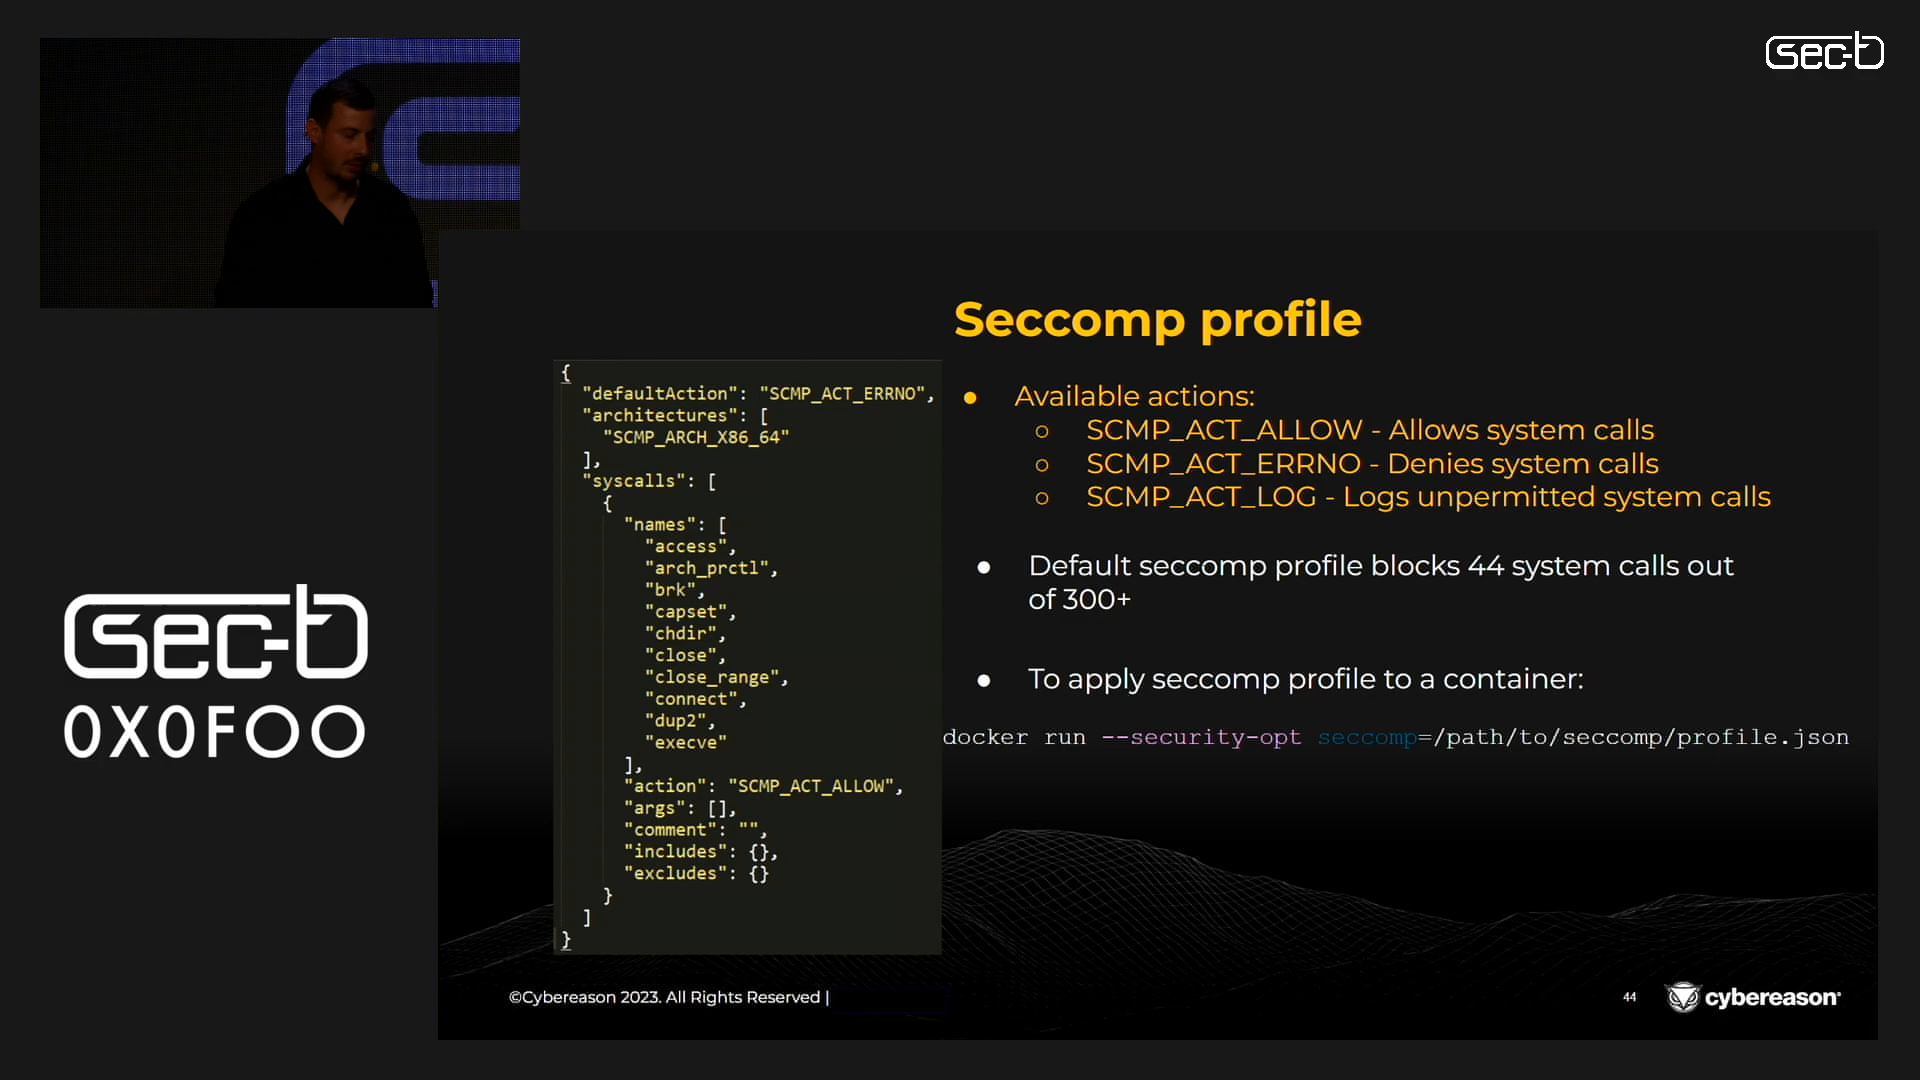 sec-t
Seccomp profile
{
"defaultAction": "SCMP_ACT_ERRNO",
"architectures": [
"SCMP_ARCH_X86_64"
],
"syscalls": [
{
"names": [
"access",
"arch_prctl",
"brk",
"capset",
"chdir",
"close",
"close_range",
"connect",
"dup2",
"execve"
],
"action": "SCMP_ACT_ALLOW",
"args": [],
"comment": "",
"includes": {},
"excludes": {}
}
]
}
● Available actions:
○ SCMP_ACT_ALLOW - Allows system calls
○ SCMP_ACT_ERRNO - Denies system calls
○ SCMP_ACT_LOG - Logs unpermitted system calls
● Default seccomp profile blocks 44 system calls out
of 300+
● To apply seccomp profile to a container:
docker run --security-opt seccomp=/path/to/seccomp/profile.json
sec-t
0X0F00
©Cybereason 2023. All Rights Reserved |
44
cybereason®